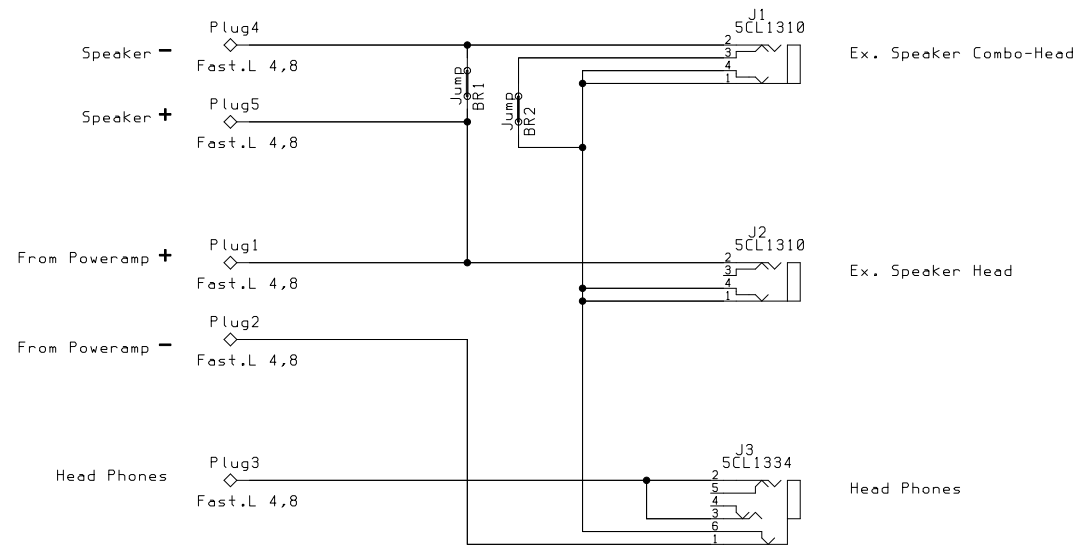 Plug4
J1
5CL1310
Speaker −
2
3
4
1
Ex. Speaker Combo-Head
Fast.L 4,8
Jump
BR1
Plug5
Jump
BR2
Speaker +
Fast.L 4,8
Plug1
J2
5CL1310
From Poweramp +
2
3
4
1
Ex. Speaker Head
Fast.L 4,8
Plug2
From Poweramp −
Fast.L 4,8
Plug3
J3
5CL1334
Head Phones
2
5
4
3
6
1
Head Phones
Fast.L 4,8